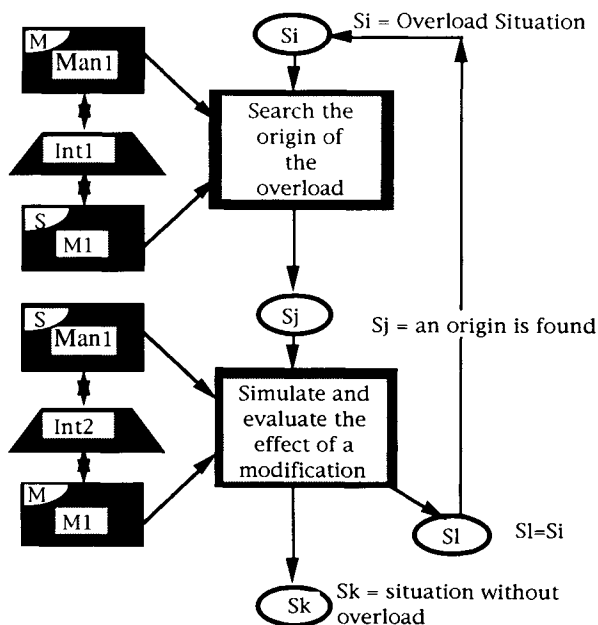 Si
Si = Overload Situation
M
Man1
Search the
origin of
the
overload
Int1
S
M1
S
Man1
Sj
Sj = an origin is found
Simulate and
evaluate the
effect of a
modification
Int2
M
M1
Sl
Sl=Si
Sk
Sk = situation without
overload